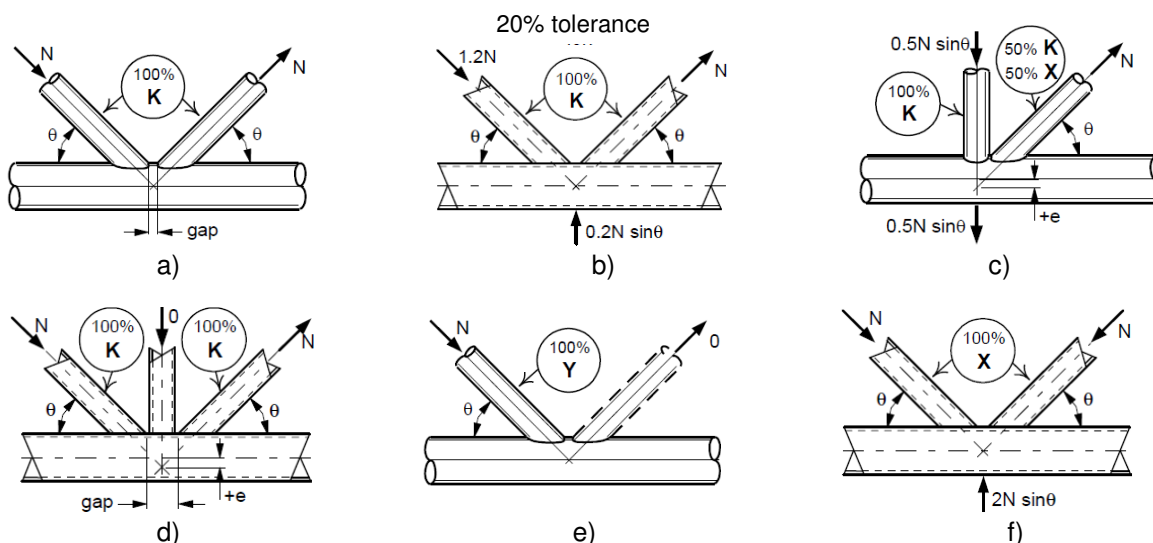 20% tolerance
N
100%
K
N
θ
θ
gap
a)
1.2N
100%
K
N
θ
θ
0.2N sinθ
b)
0.5N sinθ
50% K
50% X
100%
K
N
θ
0.5N sinθ
+e
c)
N
100%
K
0
100%
K
N
θ
θ
gap
+e
d)
N
100%
Y
0
θ
e)
N
100%
X
N
θ
θ
2N sinθ
f)